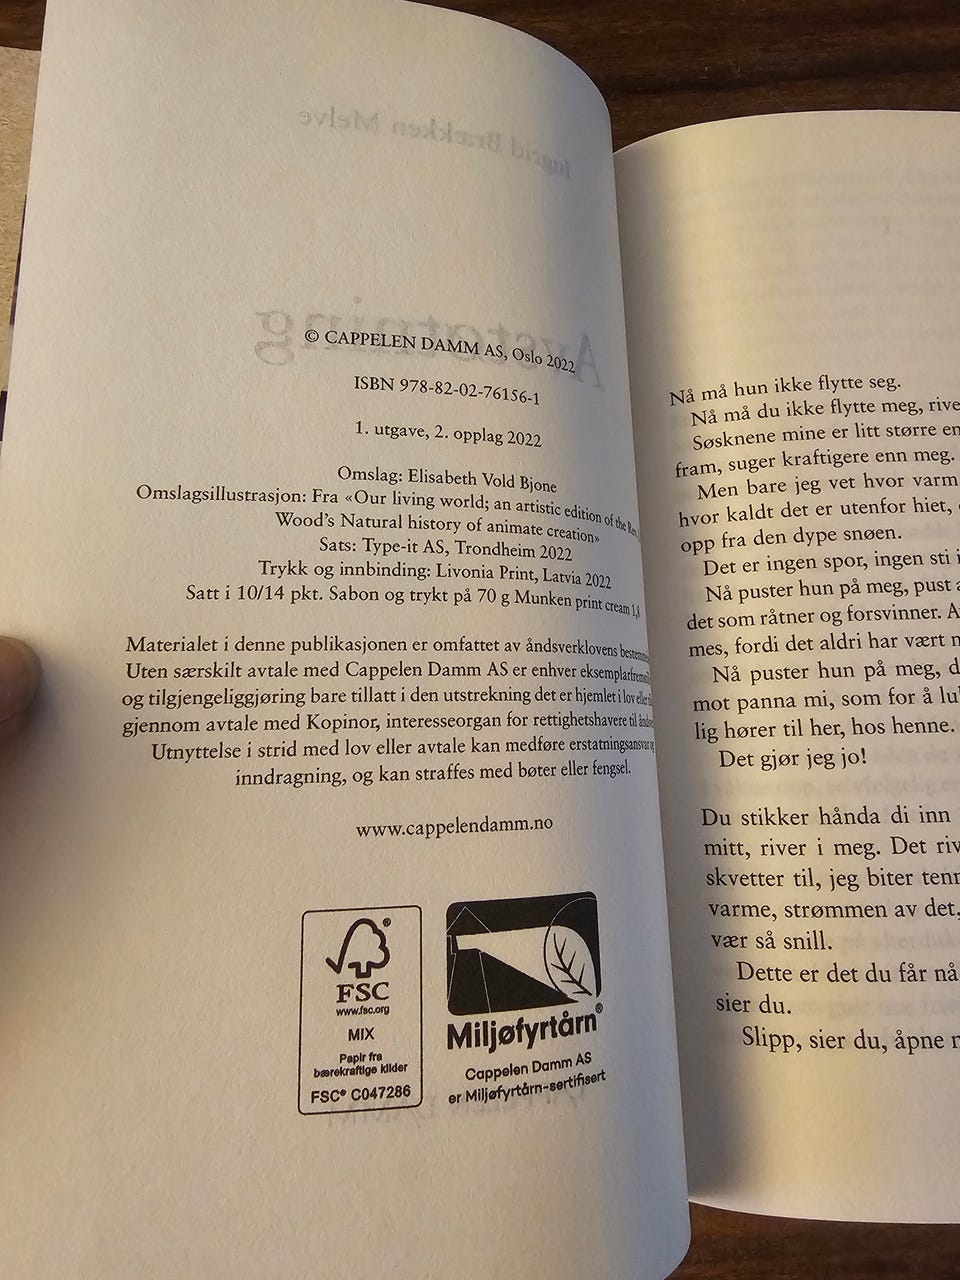 Ingrid Brækken Melve
Avstøtning
© CAPPELEN DAMM AS, Oslo 2022
ISBN 978-82-02-76156-1
1. utgave, 2. opplag 2022
Omslag: Elisabeth Vold Bjone
Omslagsillustrasjon: Fra «Our living world; an artistic edition of the Rev.
Wood's Natural history of animate creation»
Sats: Type-it AS, Trondheim 2022
Trykk og innbinding: Livonia Print, Latvia 2022
Satt i 10/14 pkt. Sabon og trykt på 70 g Munken print cream 1,8
Materialet i denne publikasjonen er omfattet av åndsverklovens
Uten særskilt avtale med Cappelen Damm AS er enhver
og tilgjengeliggjøring bare tillatt i den utstrekning det er hjemlet i lov eller
gjennom avtale med Kopinor, interesseorgan for rettighetshavere til
Utnyttelse i strid med lov eller avtale kan medføre erstatningsansvar og
inndragning, og kan straffes med bøter eller fengsel.
www.cappelendamm.no
FSC®
www.fsc.org
MIX
Papir fra
bærekraftige kilder
FSC® C047286
Miljøfyrtårn®
Cappelen Damm AS
er Miljøfyrtårn-sertifisert
Nå må hun ikke flytte seg.
Nå må du ikke flytte meg, rive
Søsknene mine er litt større en
fram, suger kraftigere enn meg.
Men bare jeg vet hvor varm
hvor kaldt det er utenfor hiet,
opp fra den dype snøen.
Det er ingen spor, ingen sti i
Nå puster hun på meg, pust
det som råtner og forsvinner.
mes, fordi det aldri har vært
Nå puster hun på meg, d
mot panna mi, som for å
lig hører til her, hos henne.
Det gjør jeg jo!
Du stikker hånda di inn
mitt, river i meg. Det riv
skvetter til, jeg biter tenn
varme, strømmen av det,
vær så snill.
Dette er det du får nå
sier du.
Slipp, sier du, åpne